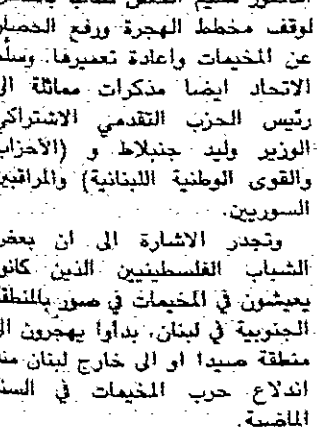 لوقف مخطط الهجرة ورفع الحصار
عن المخيمات واعادة تعميرها. وسلم
الاتحاد ايضا مذكرات مماثلة الى
رئيس الحزب التقدمي الاشتراكي
الوزير وليد جنبلاط و (الأحزاب
والقوى الوطنية اللبنانية) والمراقبين
السوريين.
وتجدر الاشارة الى ان بعض
الشباب الفلسطينيين الذين كانوا
يعيشون في المخيمات في صور بالمنطقة
الجنوبية في لبنان، بدأوا يهجرون الى
منطقة صيدا او الى خارج لبنان منذ
اندلاع حرب المخيمات في السنة
الماضية.